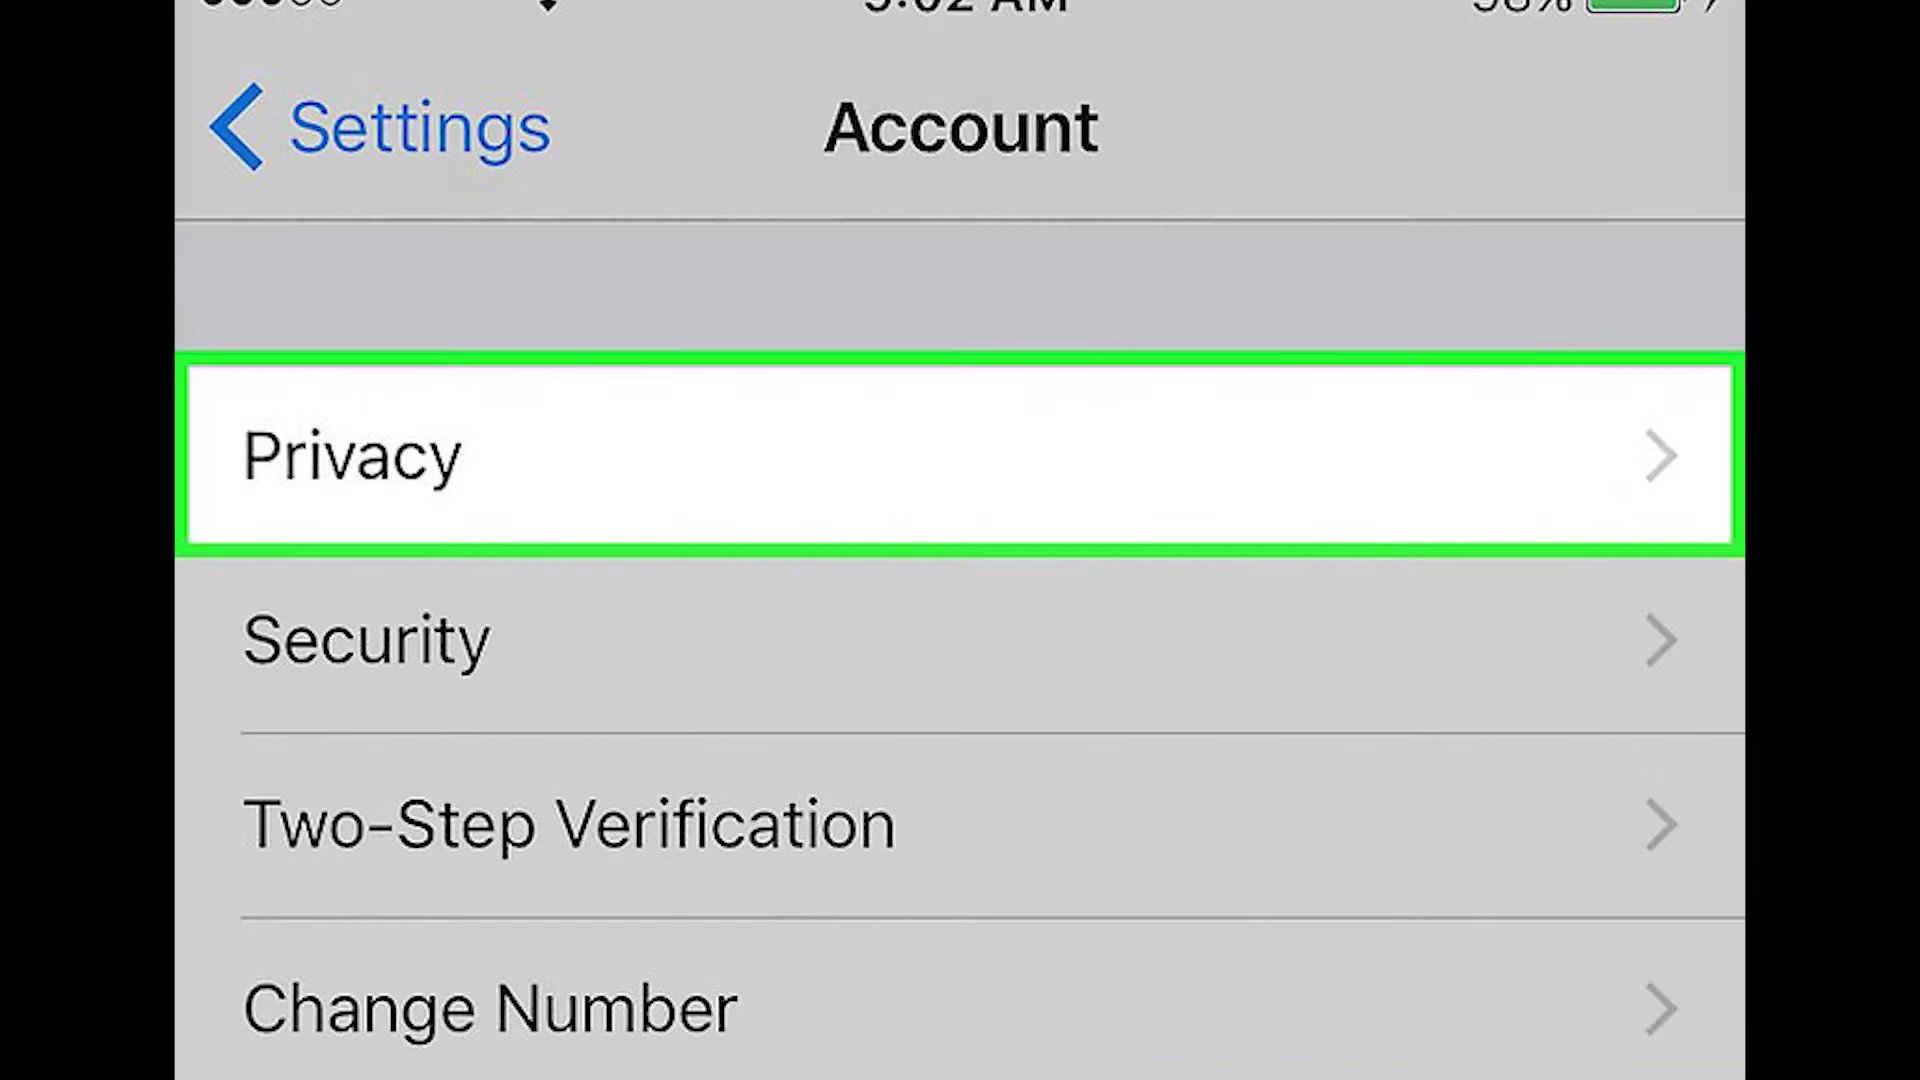 Settings
Account
Privacy
Security
Two-Step Verification
Change Number